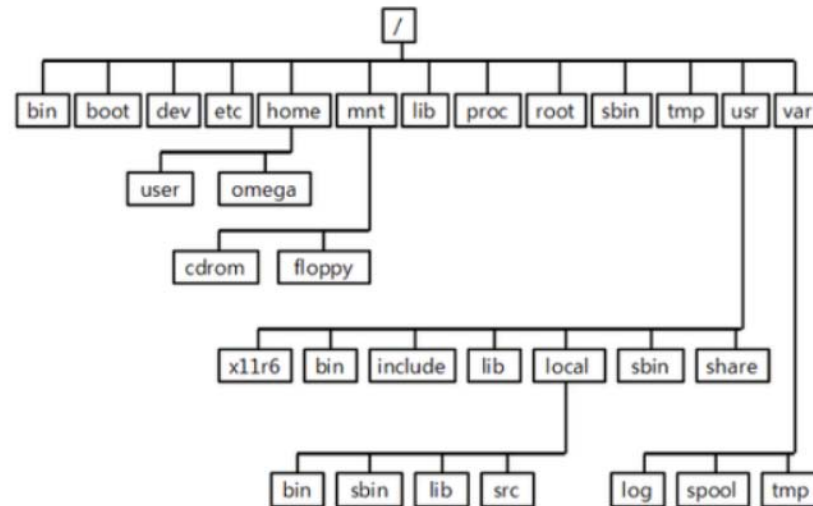 /
bin boot dev etc home mnt lib proc root sbin tmp usr var
user omega
cdrom floppy
x11r6 bin include lib local sbin share
bin sbin lib src log spool tmp